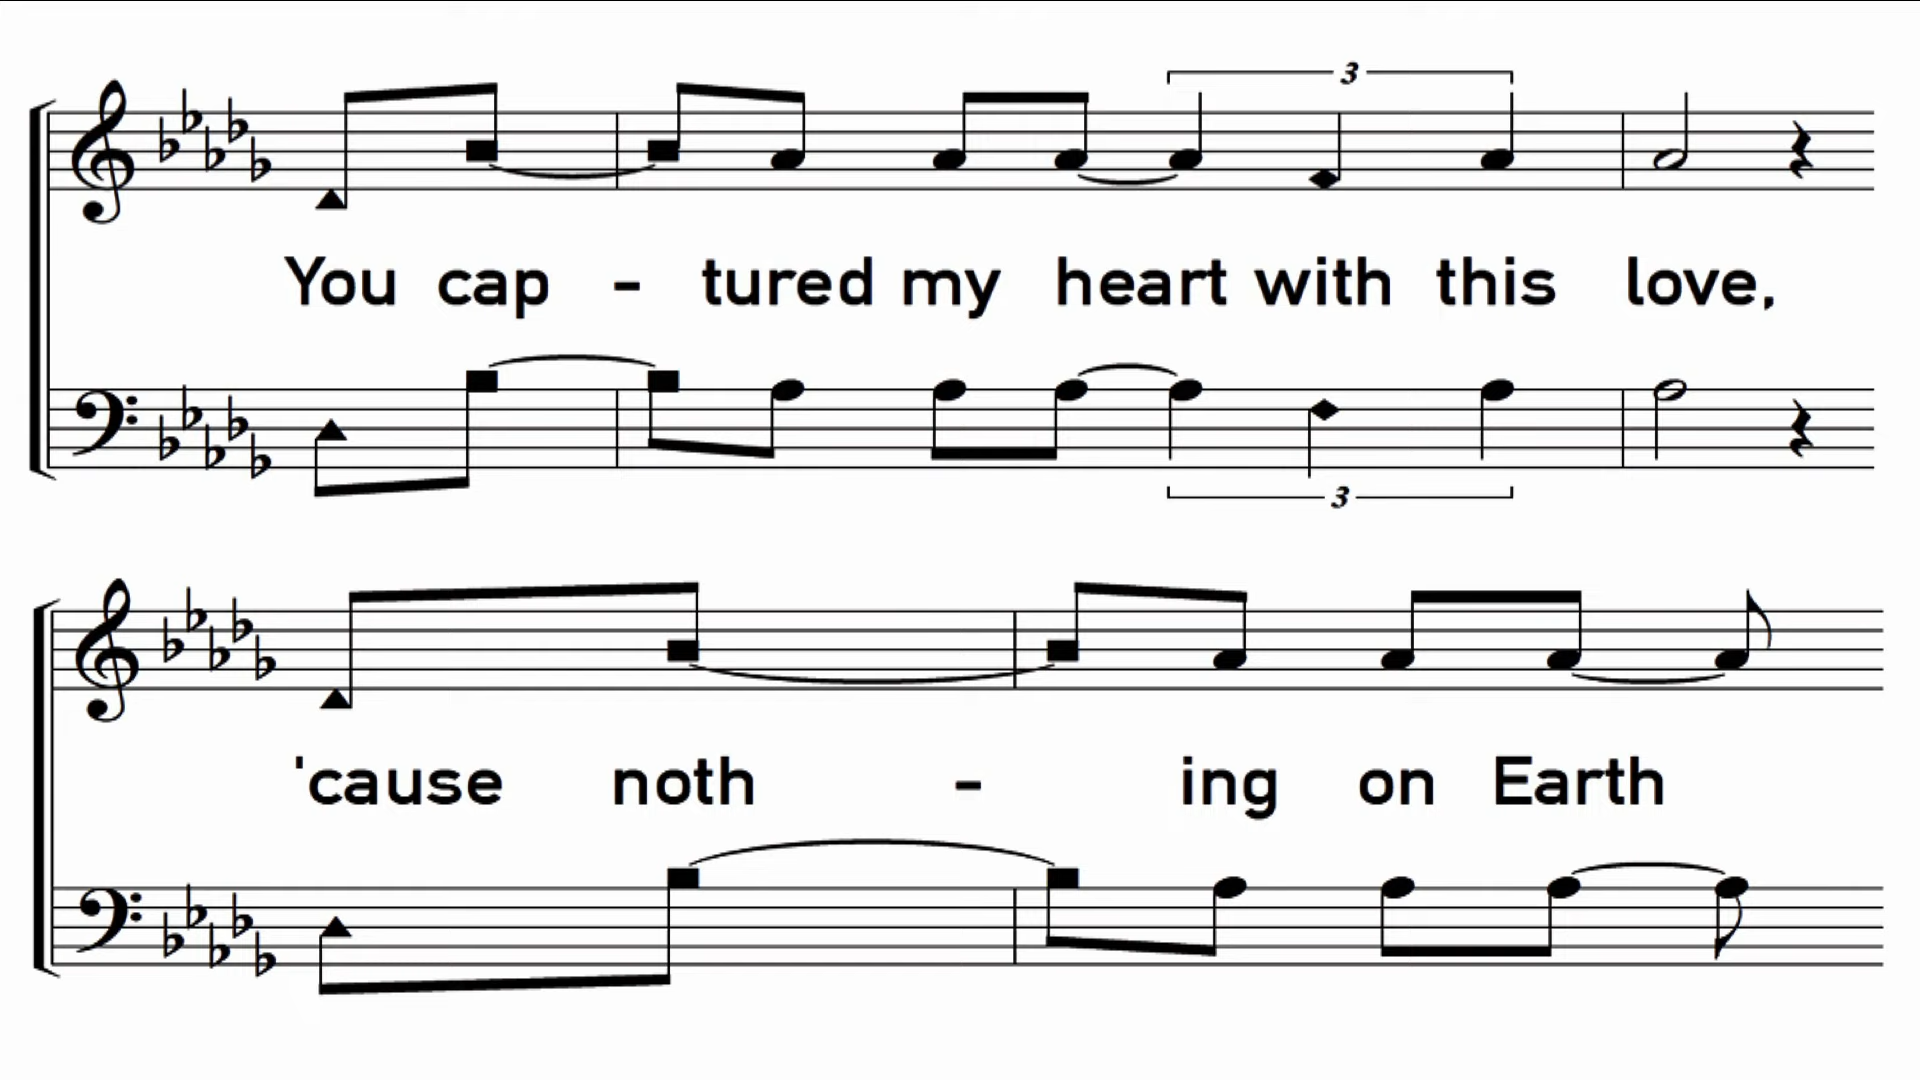 3
You cap - tured my heart with this love,
3
'cause noth - ing on Earth